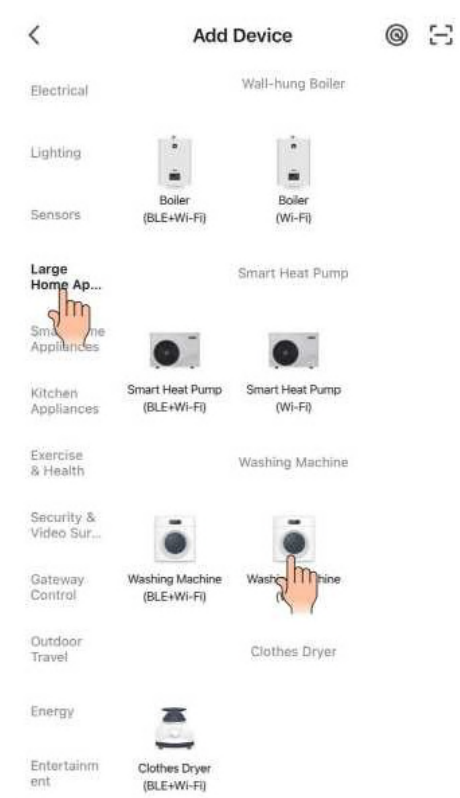 Add Device
Electrical
Lighting
Sensors
Large
Home Ap...
Appliances
Kitchen
Appliances
Exercise
& Health
Security &
Video Sur...
Gateway
Control
Outdoor
Travel
Energy
Entertainm
ent
Wall-hung Boiler
Boiler
(BLE+Wi-Fi)
Boiler
(Wi-Fi)
Smart Heat Pump
Smart Heat Pump
(BLE+Wi-Fi)
Smart Heat Pump
(Wi-Fi)
Washing Machine
Washing Machine
(BLE+Wi-Fi)
Clothes Dryer
Clothes Dryer
(BLE+Wi-Fi)